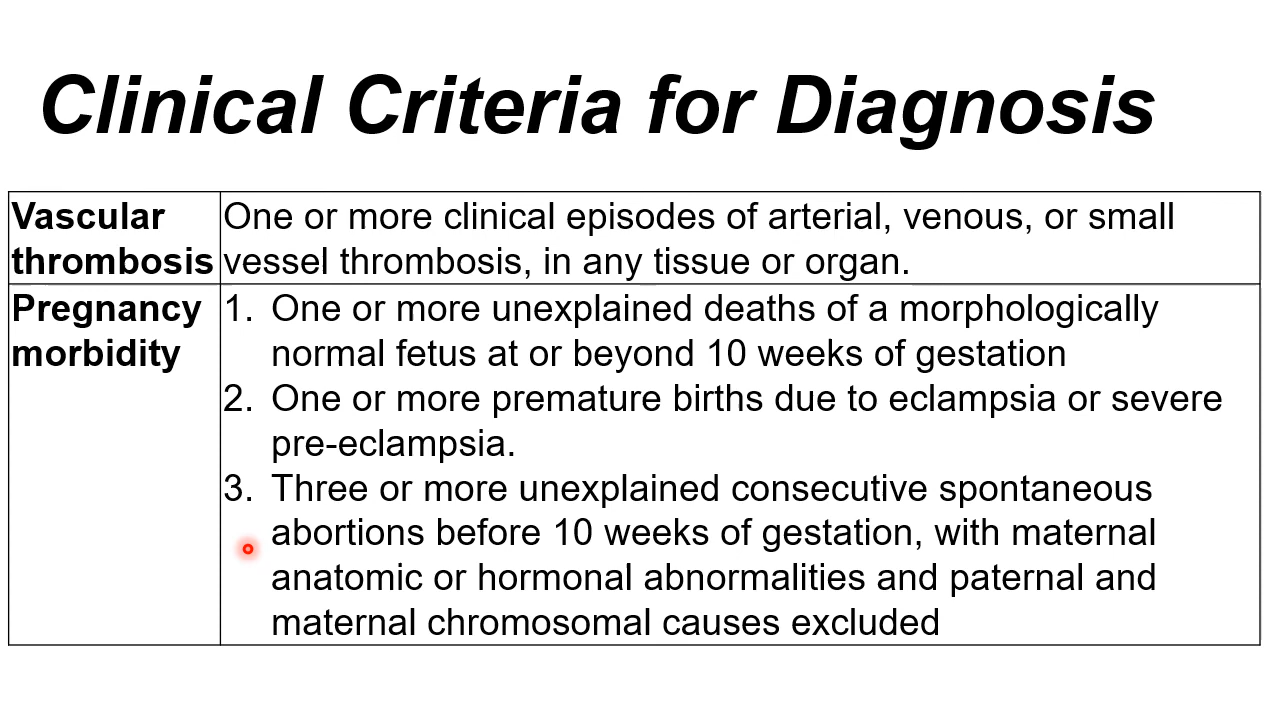 Clinical Criteria for Diagnosis
Vascular
thrombosis
One or more clinical episodes of arterial, venous, or small
vessel thrombosis, in any tissue or organ.
Pregnancy
morbidity
1. One or more unexplained deaths of a morphologically
normal fetus at or beyond 10 weeks of gestation
2. One or more premature births due to eclampsia or severe
pre-eclampsia.
3. Three or more unexplained consecutive spontaneous
abortions before 10 weeks of gestation, with maternal
anatomic or hormonal abnormalities and paternal and
maternal chromosomal causes excluded